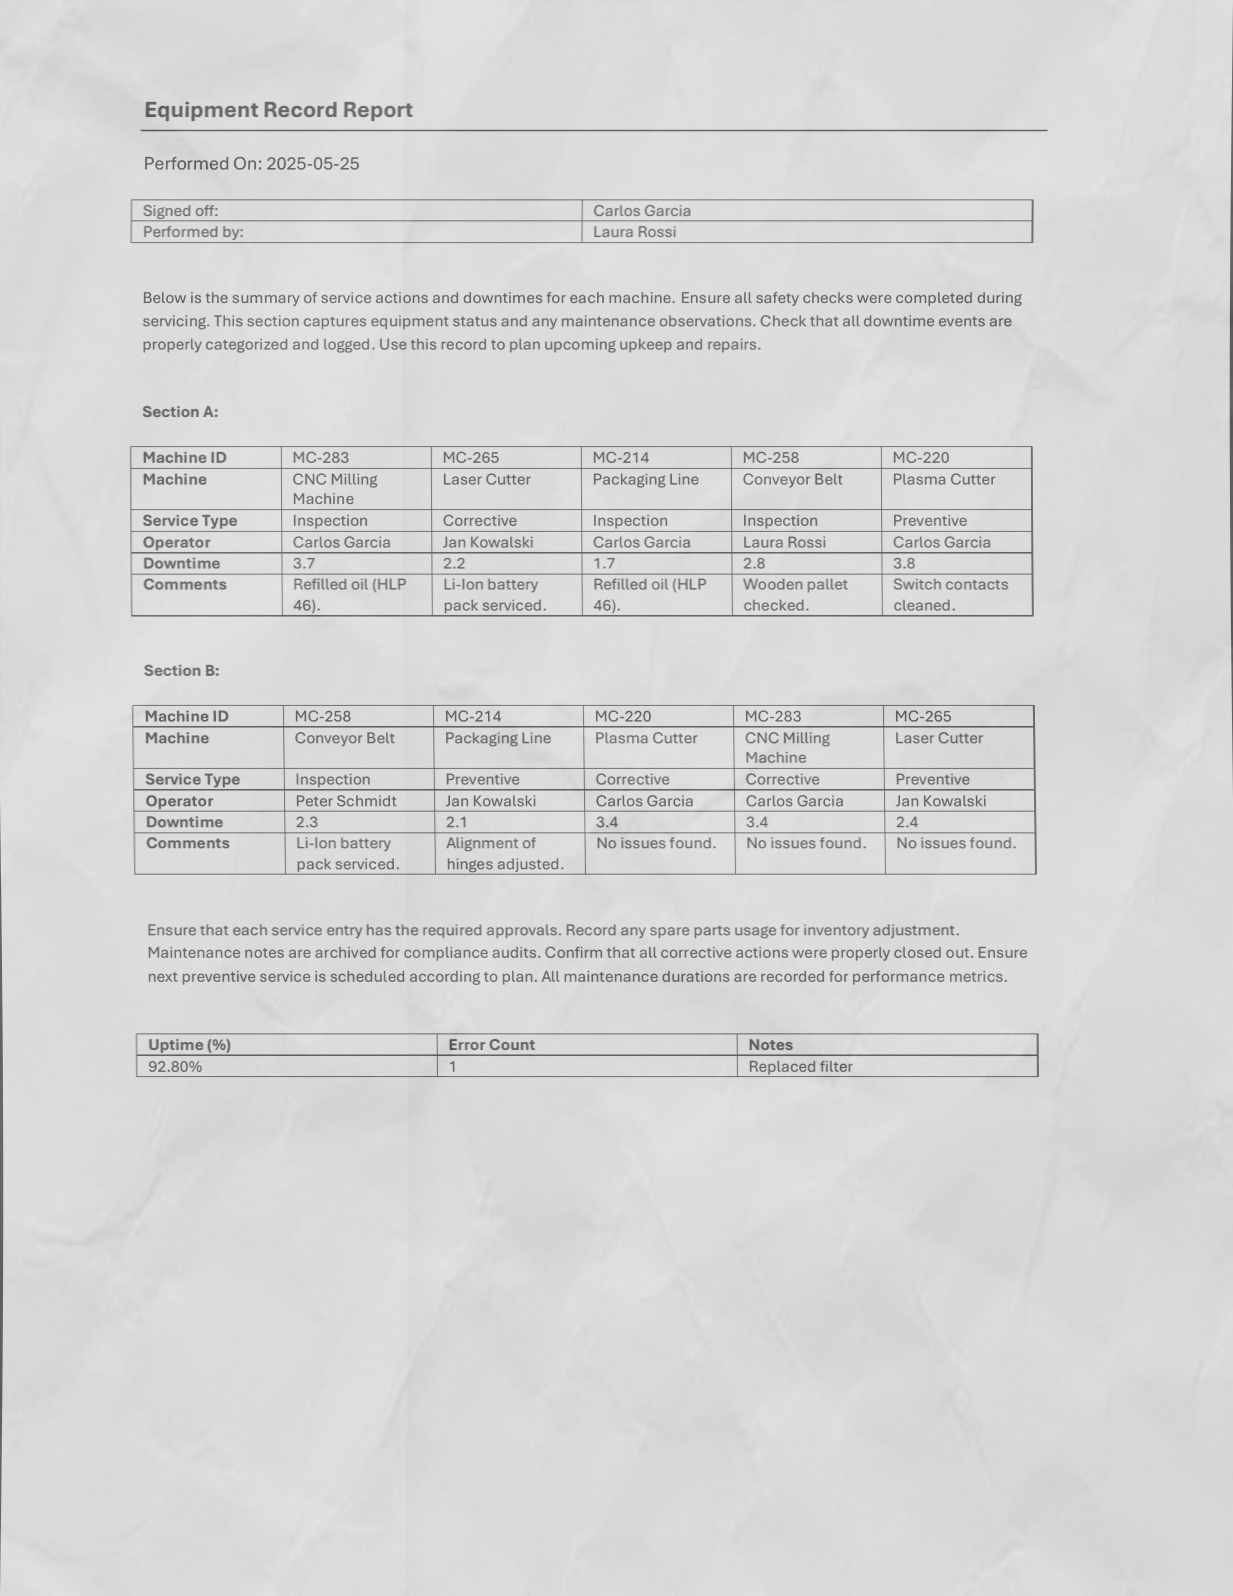 Equipment Record Report
Performed On: 2025-05-25
Signed off: Carlos Garcia
Performed by: Laura Rossi
Below is the summary of service actions and downtimes for each machine. Ensure all safety checks were completed during
servicing. This section captures equipment status and any maintenance observations. Check that all downtime events are
properly categorized and logged. Use this record to plan upcoming upkeep and repairs.
Section A:
Machine ID MC-283 MC-265 MC-214 MC-258 MC-220
Machine CNC Milling Laser Cutter Packaging Line Conveyor Belt Plasma Cutter
Machine
Service Type Inspection Corrective Inspection Inspection Preventive
Operator Carlos Garcia Jan Kowalski Carlos Garcia Laura Rossi Carlos Garcia
Downtime 3.7 2.2 1.7 2.8 3.8
Comments Refilled oil (HLP Li-Ion battery Refilled oil (HLP Wooden pallet Switch contacts
46). pack serviced. 46). checked. cleaned.
Section B:
Machine ID MC-258 MC-214 MC-220 MC-283 MC-265
Machine Conveyor Belt Packaging Line Plasma Cutter CNC Milling Laser Cutter
Machine
Service Type Inspection Preventive Corrective Corrective Preventive
Operator Peter Schmidt Jan Kowalski Carlos Garcia Carlos Garcia Jan Kowalski
Downtime 2.3 2.1 3.4 3.4 2.4
Comments Li-Ion battery Alignment of No issues found. No issues found. No issues found.
pack serviced. hinges adjusted.
Ensure that each service entry has the required approvals. Record any spare parts usage for inventory adjustment.
Maintenance notes are archived for compliance audits. Confirm that all corrective actions were properly closed out. Ensure
next preventive service is scheduled according to plan. All maintenance durations are recorded for performance metrics.
Uptime (%) Error Count Notes
92.80% 1 Replaced filter